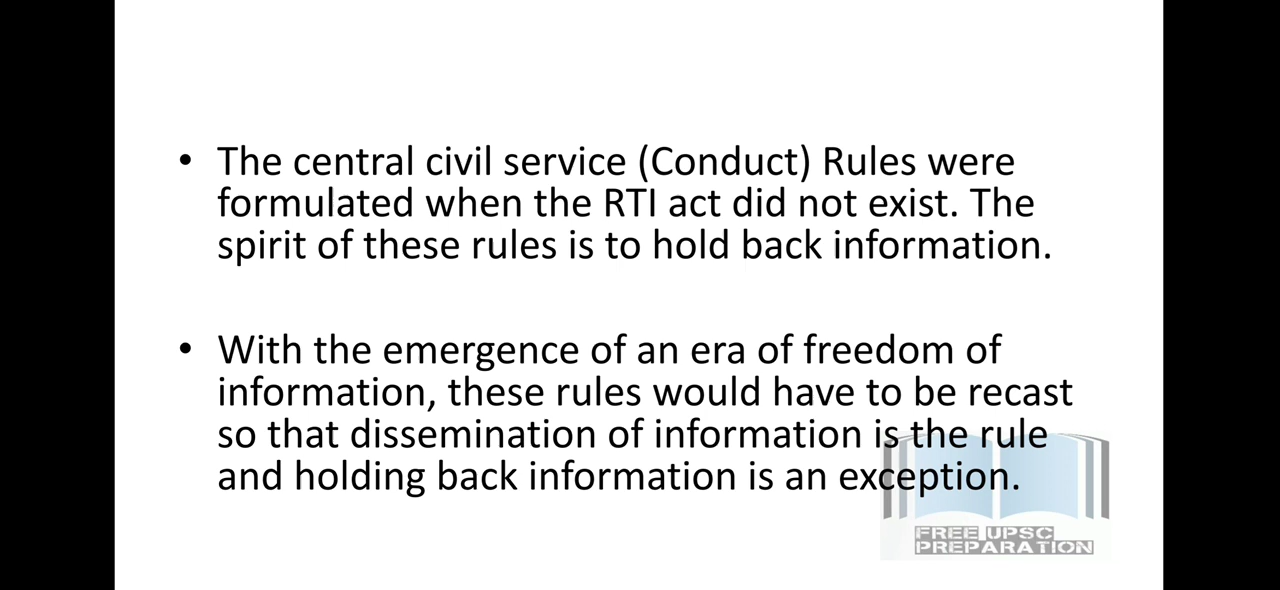 • The central civil service (Conduct) Rules were
formulated when the RTI act did not exist. The
spirit of these rules is to hold back information.
• With the emergence of an era of freedom of
information, these rules would have to be recast
so that dissemination of information is the rule
and holding back information is an exception.
FREE UPSC
PREPARATION